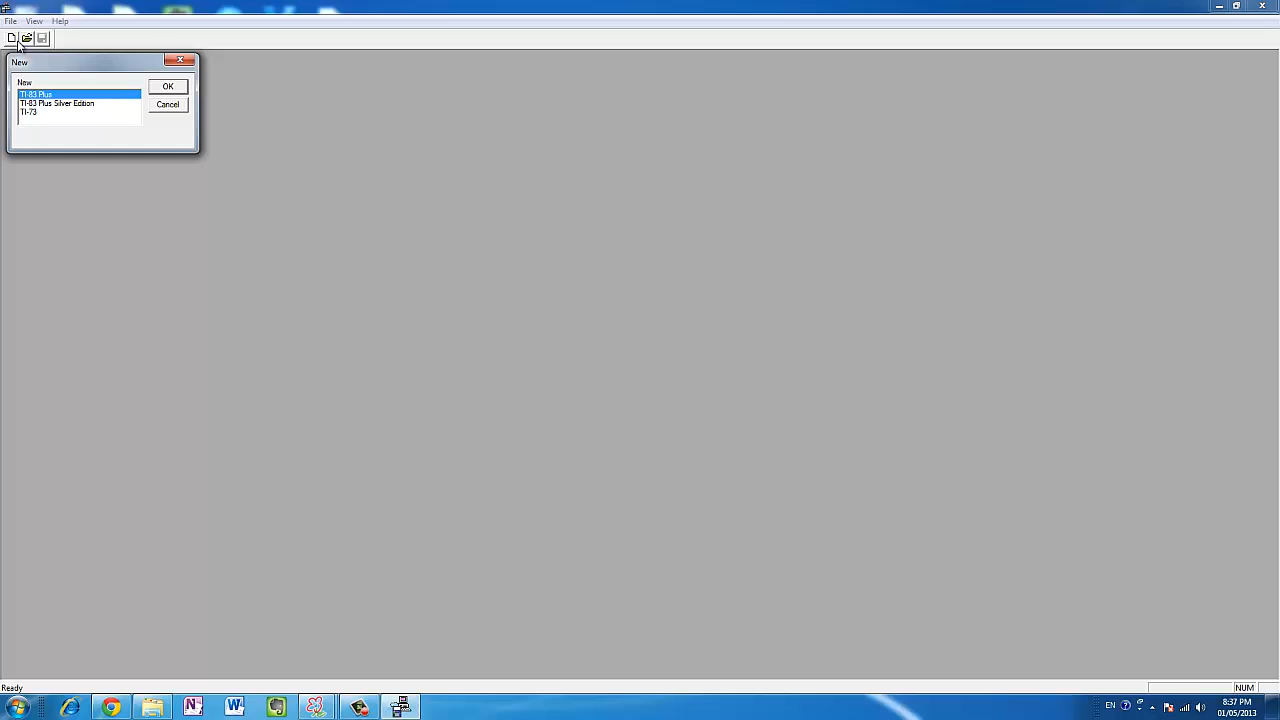 File View Help
New
New
TI-83 Plus
TI-83 Plus Silver Edition
TI-73
OK
Cancel
Ready
NUM
EN
8:37 PM
01/05/2013